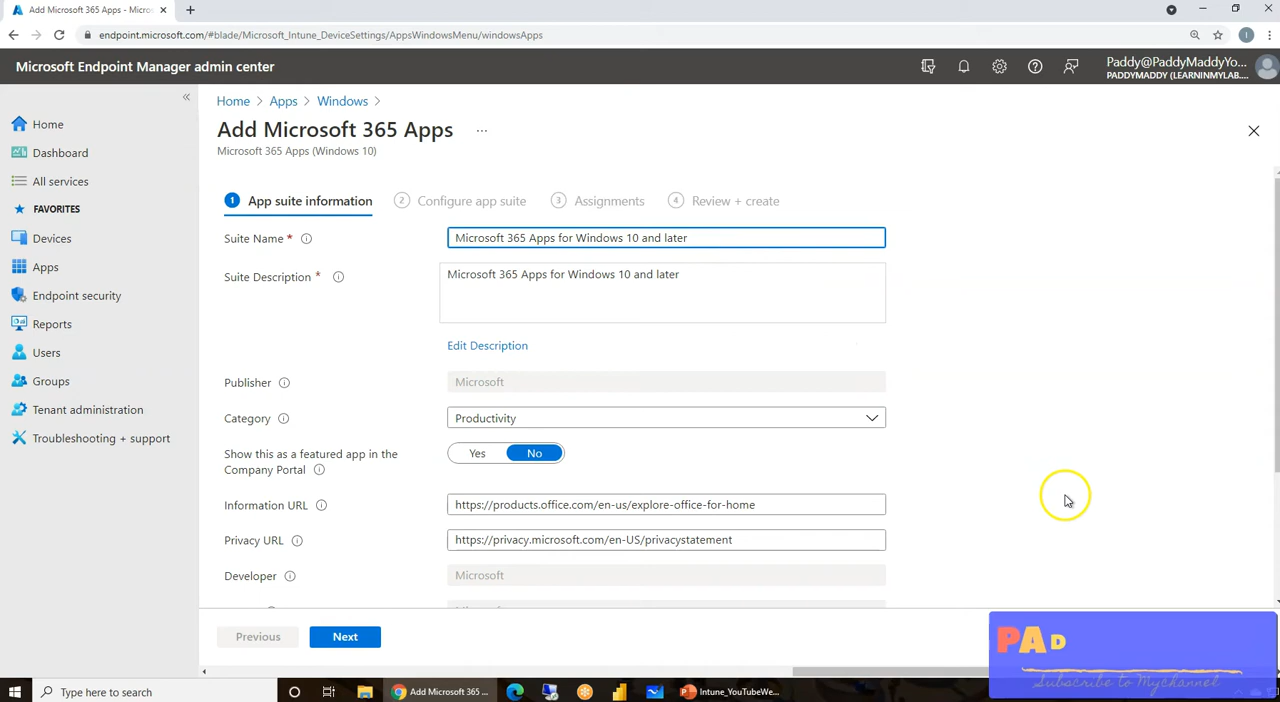 Add Microsoft 365 Apps - Micros
endpoint.microsoft.com/#blade/Microsoft_Intune_DeviceSettings/AppsWindowsMenu/windowsApps
I
Microsoft Endpoint Manager admin center
Paddy@PaddyMaddyYo...
PADDYMADDY (LEARNINMYLAB....
Home > Apps > Windows >
Add Microsoft 365 Apps ...
Microsoft 365 Apps (Windows 10)
Home
Dashboard
All services
FAVORITES
Devices
Apps
Endpoint security
Reports
Users
Groups
Tenant administration
Troubleshooting + support
1 App suite information
2 Configure app suite
3 Assignments
4 Review + create
Suite Name *
Microsoft 365 Apps for Windows 10 and later
Suite Description *
Microsoft 365 Apps for Windows 10 and later
Edit Description
Publisher
Microsoft
Category
Productivity
Show this as a featured app in the
Company Portal
Yes No
Information URL
https://products.office.com/en-us/explore-office-for-home
Privacy URL
https://privacy.microsoft.com/en-US/privacystatement
Developer
Microsoft
Previous
Next
PAD
Subscribe to Mychannel
Type here to search
Add Microsoft 365 ...
Intune_YouTubeWe...